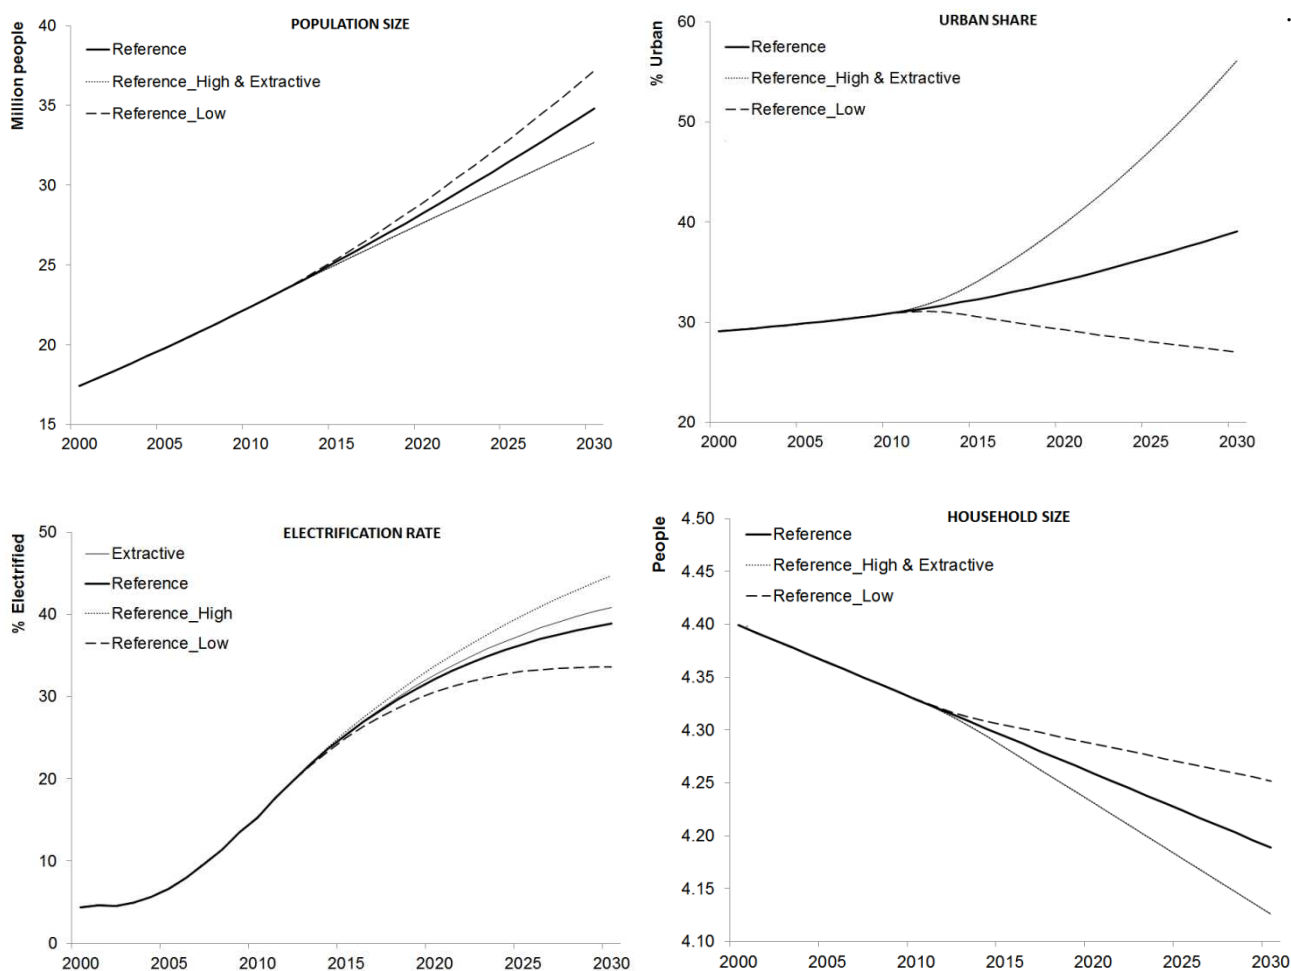 POPULATION SIZE
Million people
40
35
30
25
20
15
Reference
Reference_High & Extractive
Reference_Low
2000 2005 2010 2015 2020 2025 2030
URBAN SHARE
% Urban
60
50
40
30
20
Reference
Reference_High & Extractive
Reference_Low
2000 2005 2010 2015 2020 2025 2030
ELECTRIFICATION RATE
% Electrified
50
40
30
20
10
0
Extractive
Reference
Reference_High
Reference_Low
2000 2005 2010 2015 2020 2025 2030
HOUSEHOLD SIZE
People
4.50
4.45
4.40
4.35
4.30
4.25
4.20
4.15
4.10
Reference
Reference_High & Extractive
Reference_Low
2000 2005 2010 2015 2020 2025 2030